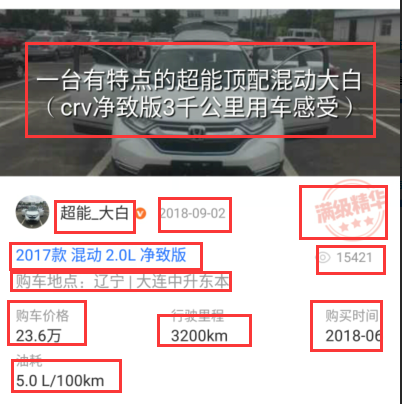 一台有特点的超能顶配混动大白
（crv净致版3千公里用车感受）
超能_大白
2018-09-02
满级精华
2017款 混动 2.0L 净致版
15421
购车地点：辽宁 | 大连中升东本
购车价格
行驶里程
购买时间
23.6万
3200km
2018-06
油耗
5.0 L/100km